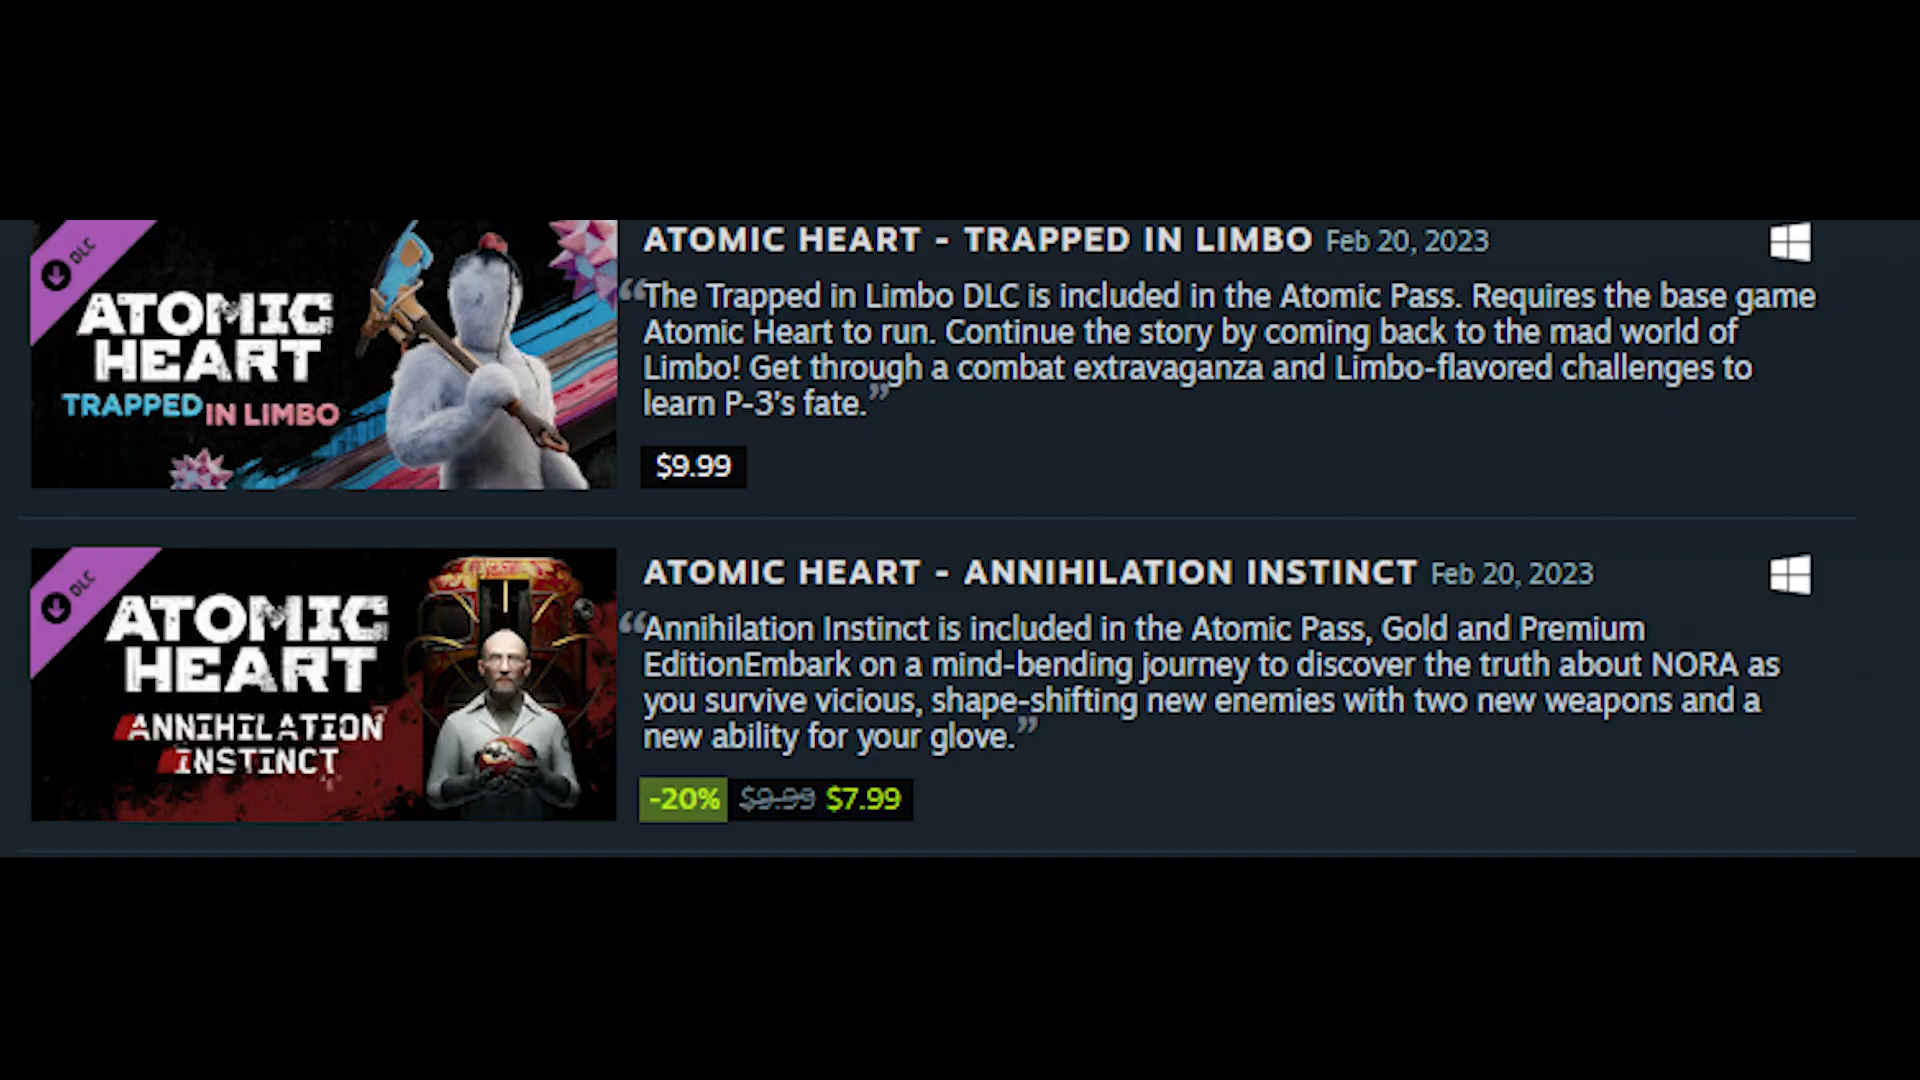 DLC
ATOMIC
HEART
TRAPPED IN LIMBO
ATOMIC HEART - TRAPPED IN LIMBO Feb 20, 2023
“The Trapped in Limbo DLC is included in the Atomic Pass. Requires the base game
Atomic Heart to run. Continue the story by coming back to the mad world of
Limbo! Get through a combat extravaganza and Limbo-flavored challenges to
learn P-3's fate.”
$9.99
DLC
ATOMIC
HEART
ANNIHILATION
INSTINCT
ATOMIC HEART - ANNIHILATION INSTINCT Feb 20, 2023
“Annihilation Instinct is included in the Atomic Pass, Gold and Premium
EditionEmbark on a mind-bending journey to discover the truth about NORA as
you survive vicious, shape-shifting new enemies with two new weapons and a
new ability for your glove.”
-20% $9.99 $7.99